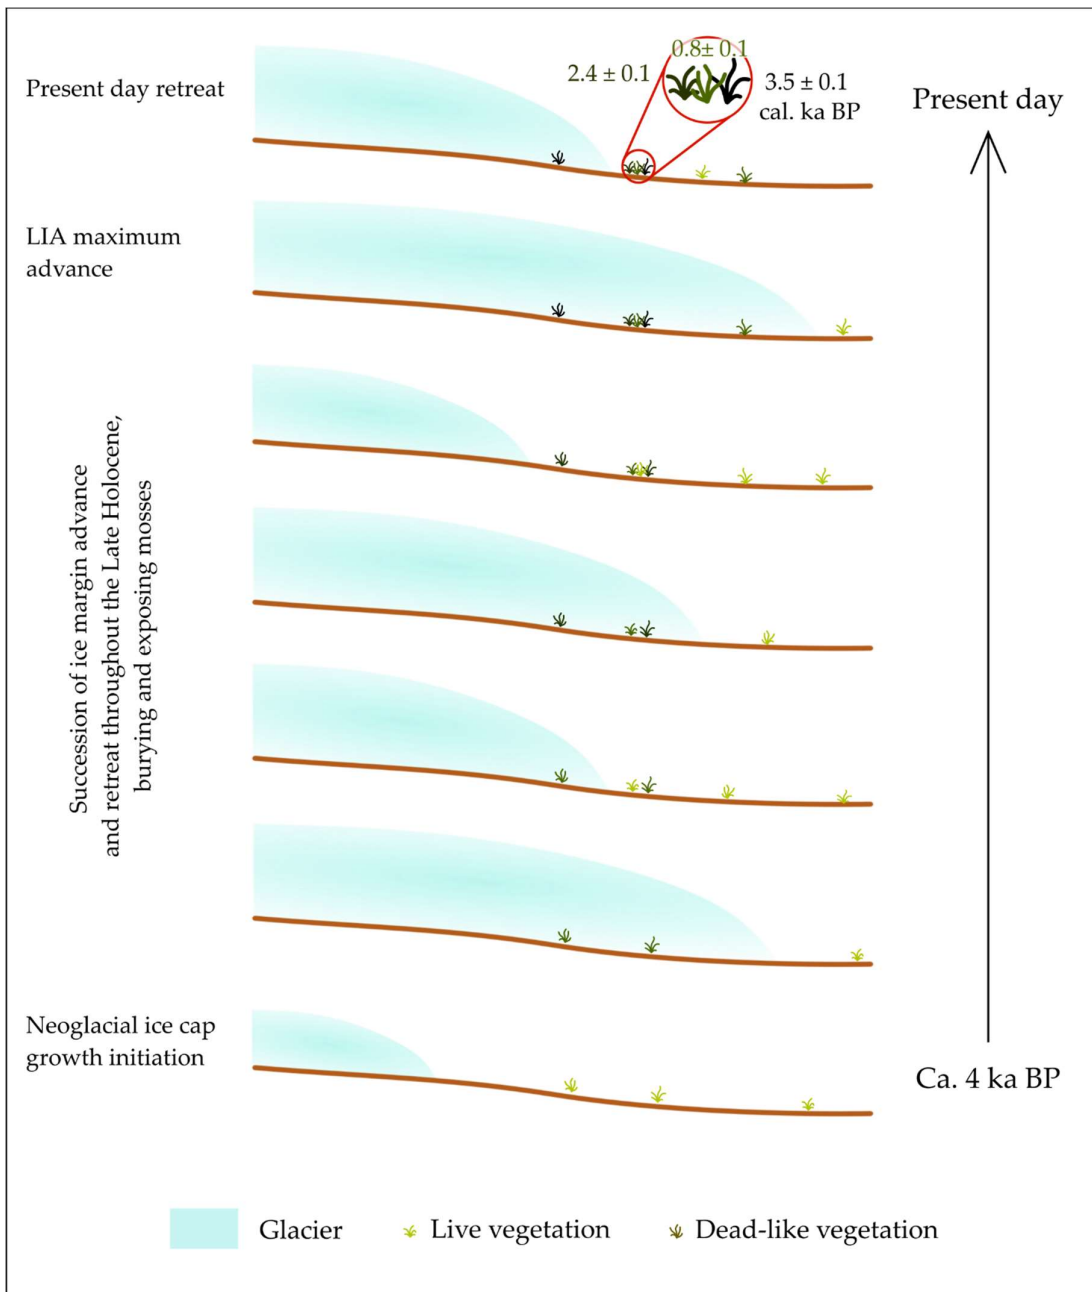 0.8± 0.1
2.4 ± 0.1
3.5 ± 0.1
cal. ka BP
Present day retreat
Present day
LIA maximum
advance
Succession of ice margin advance
and retreat throughout the Late Holocene,
burying and exposing mosses
Neoglacial ice cap
growth initiation
Ca. 4 ka BP
Glacier
Live vegetation
Dead-like vegetation